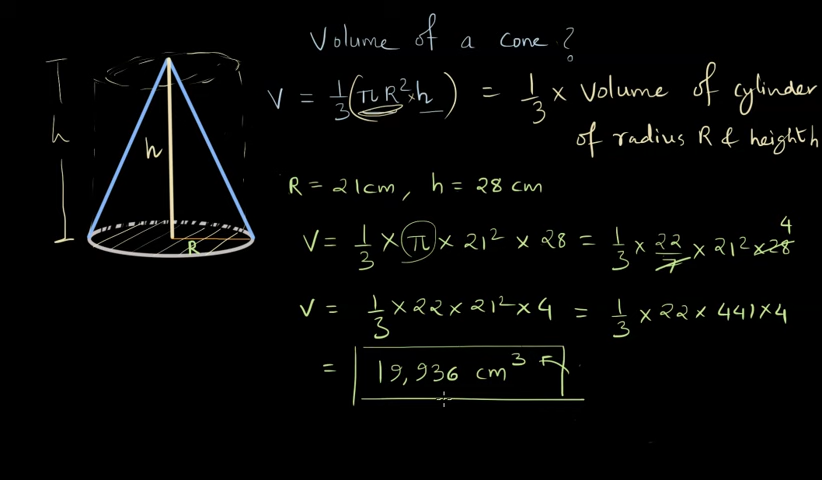 Volume of a cone?
V = 1/3 (πR² × h) = 1/3 × Volume of cylinder
of radius R & height h
h
h
R
R = 21cm, h = 28 cm
V = 1/3 × π × 21² × 28 = 1/3 × 22/7 × 21² × 28 4
V = 1/3 × 22 × 21² × 4 = 1/3 × 22 × 441 × 4
= 19,936 cm³